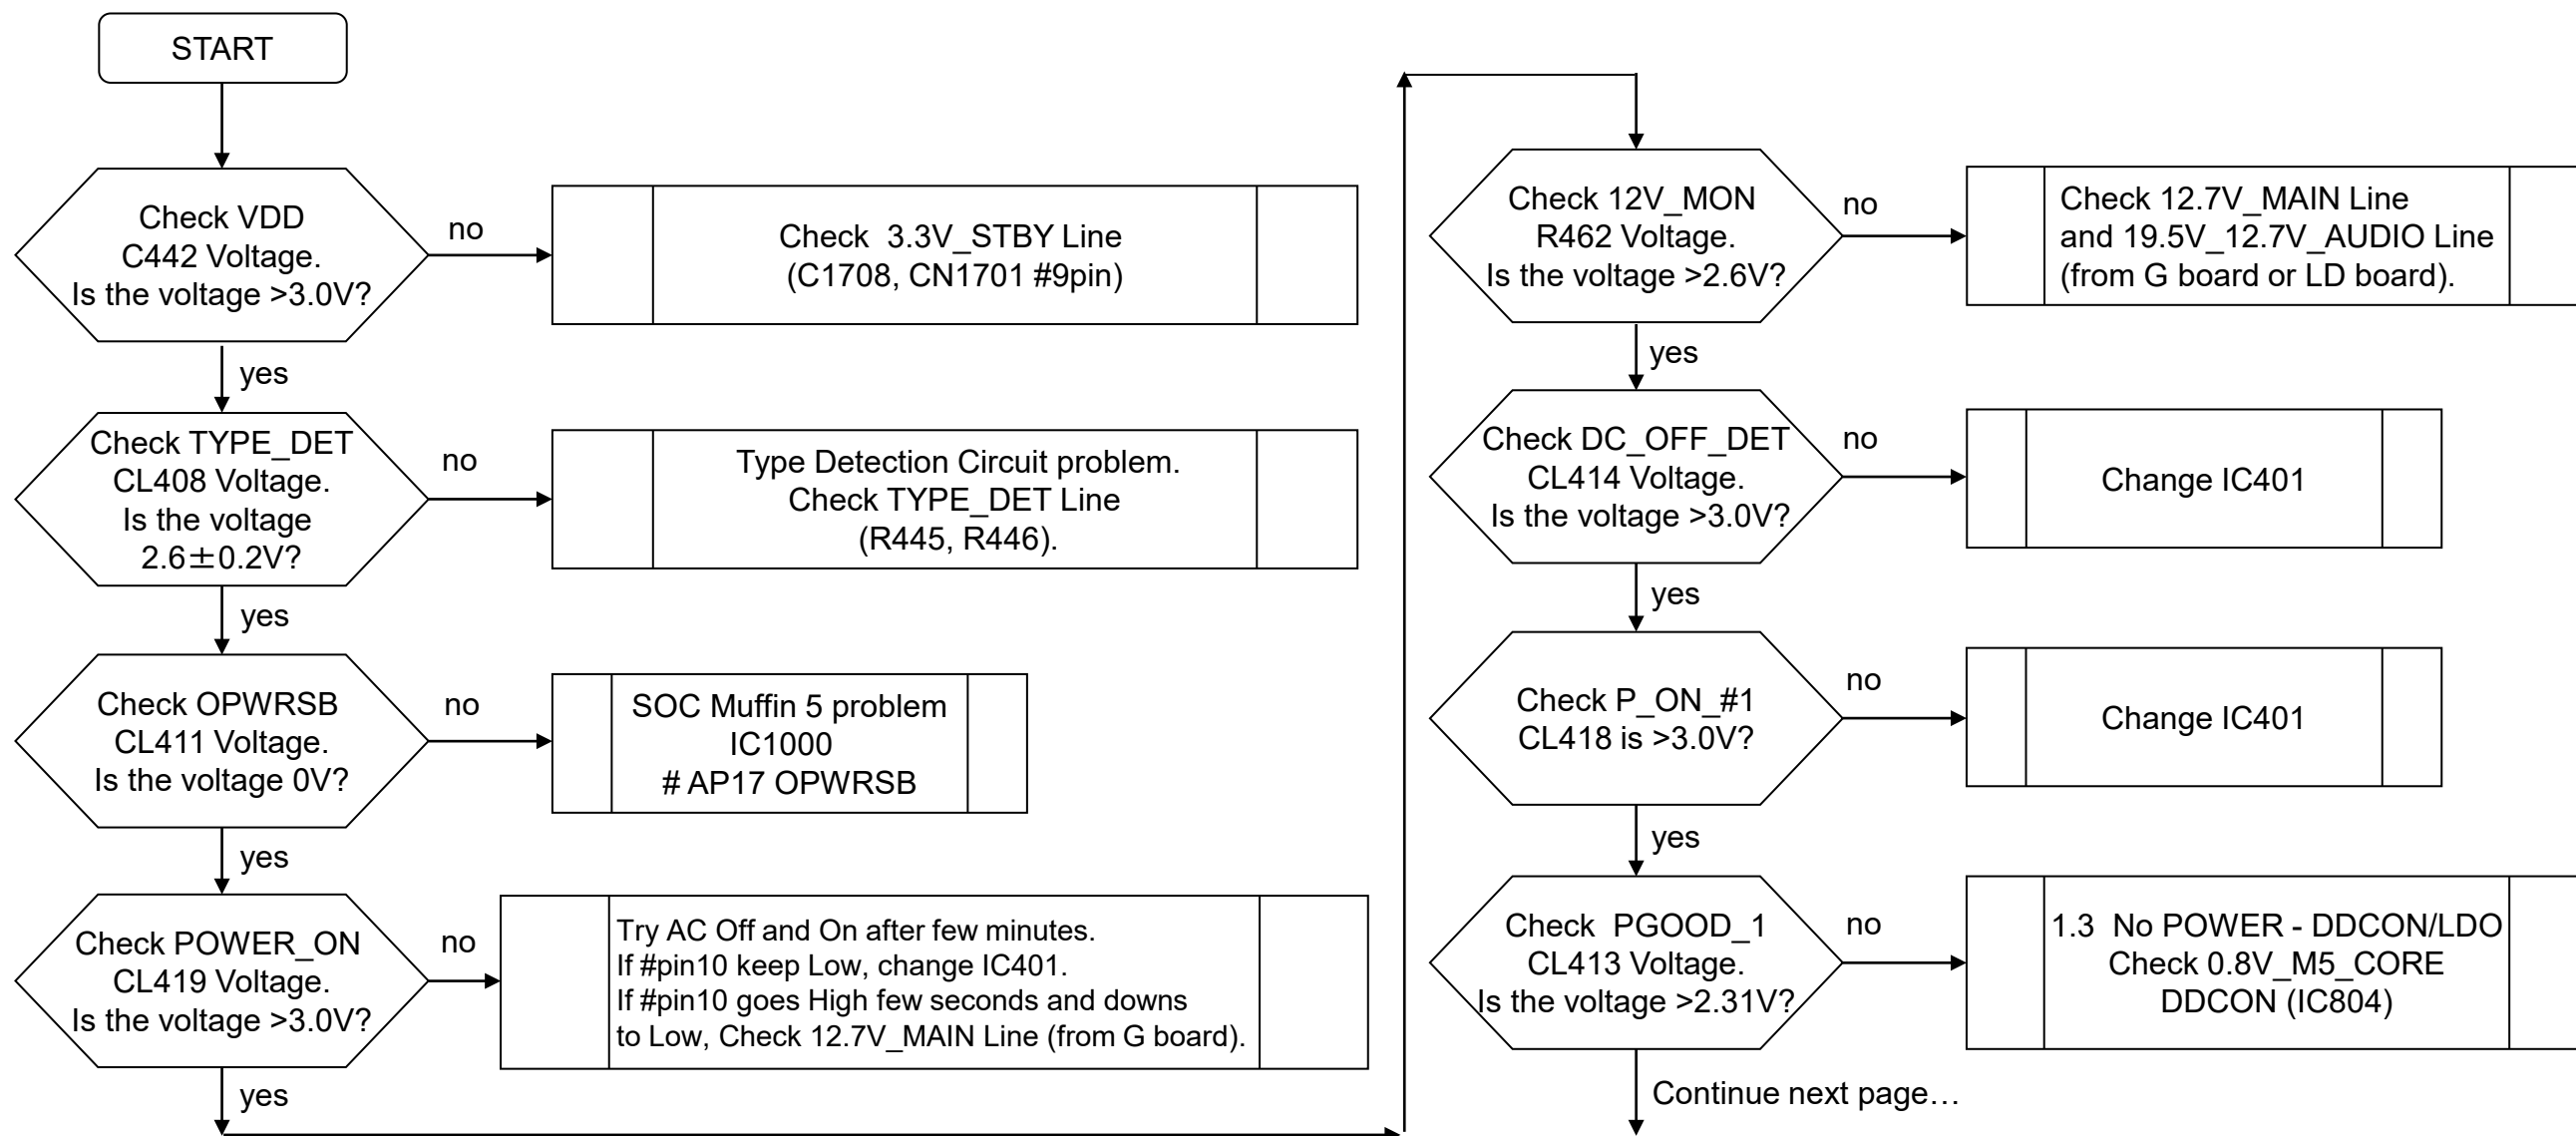 START
Check VDD
C442 Voltage.
Is the voltage >3.0V?
no
Check 3.3V_STBY Line
(C1708, CN1701 #9pin)
yes
Check TYPE_DET
CL408 Voltage.
Is the voltage
2.6±0.2V?
no
Type Detection Circuit problem.
Check TYPE_DET Line
(R445, R446).
yes
Check OPWRSB
CL411 Voltage.
Is the voltage 0V?
no
SOC Muffin 5 problem
IC1000
# AP17 OPWRSB
yes
Check POWER_ON
CL419 Voltage.
Is the voltage >3.0V?
no
Try AC Off and On after few minutes.
If #pin10 keep Low, change IC401.
If #pin10 goes High few seconds and downs
to Low, Check 12.7V_MAIN Line (from G board).
yes
Check 12V_MON
R462 Voltage.
Is the voltage >2.6V?
no
Check 12.7V_MAIN Line
and 19.5V_12.7V_AUDIO Line
(from G board or LD board).
yes
Check DC_OFF_DET
CL414 Voltage.
Is the voltage >3.0V?
no
Change IC401
yes
Check P_ON_#1
CL418 is >3.0V?
no
Change IC401
yes
Check PGOOD_1
CL413 Voltage.
Is the voltage >2.31V?
no
1.3 No POWER - DDCON/LDO
Check 0.8V_M5_CORE
DDCON (IC804)
Continue next page…